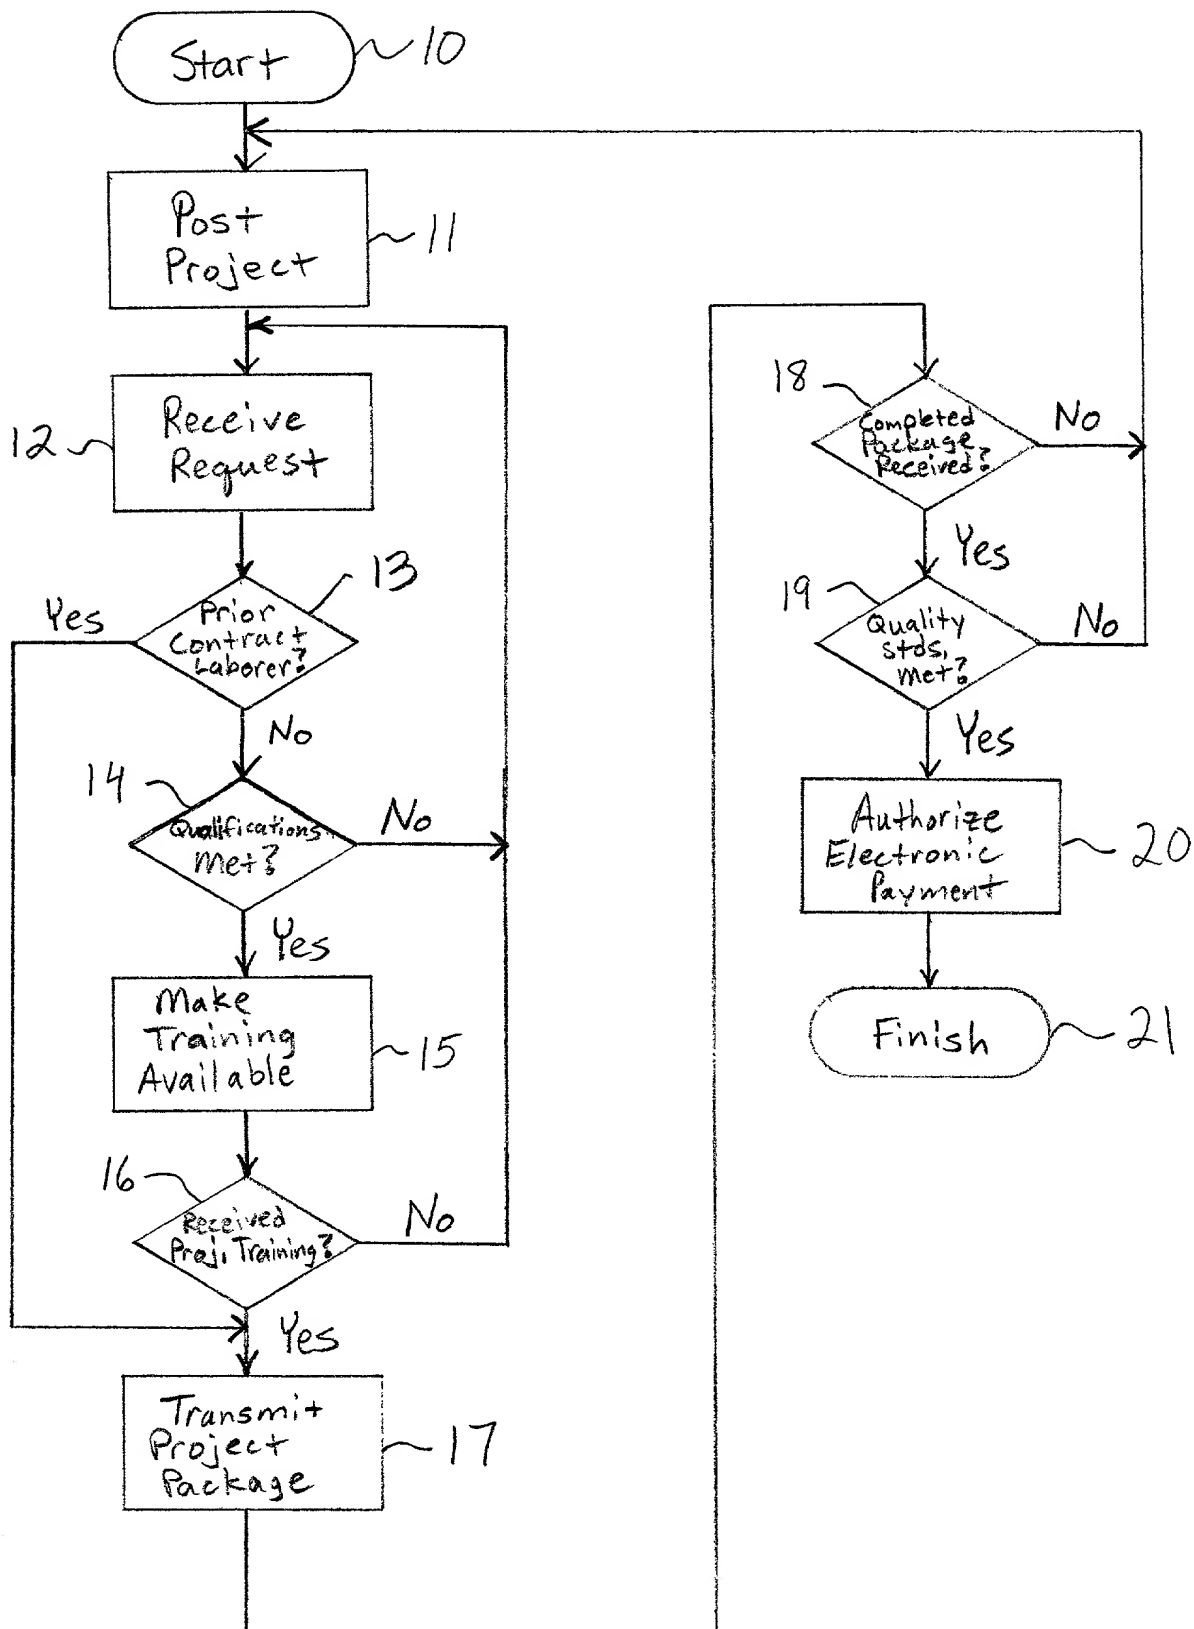 Start
10
Post
Project
11
Receive
Request
12
Prior
Contract
Laborer?
13
Yes
No
14
Qualifications
Met?
No
Yes
Make
Training
Available
15
16
Received
Proj. Training?
No
Yes
Transmit
Project
Package
17
18
Completed
Package
Received?
No
Yes
19
Quality
stds.
Met?
No
Yes
Authorize
Electronic
Payment
20
Finish
21